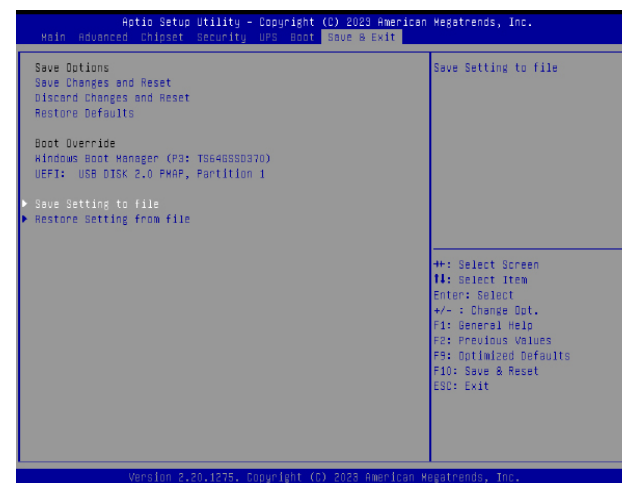 Aptio Setup Utility – Copyright (C) 2023 American Megatrends, Inc.
Main Advanced Chipset Security UPS Boot Save & Exit
Save Options
Save Changes and Reset
Discard Changes and Reset
Restore Defaults
Boot Override
Windows Boot Manager (P3: TS64GSSD370)
UEFI: USB DISK 2.0 PMAP, Partition 1
Save Setting to file
Restore Setting from file
Save Setting to file
→←: Select Screen
↑↓: Select Item
Enter: Select
+/- : Change Opt.
F1: General Help
F2: Previous Values
F9: Optimized Defaults
F10: Save & Reset
ESC: Exit
Version 2.20.1275. Copyright (C) 2023 American Megatrends, Inc.